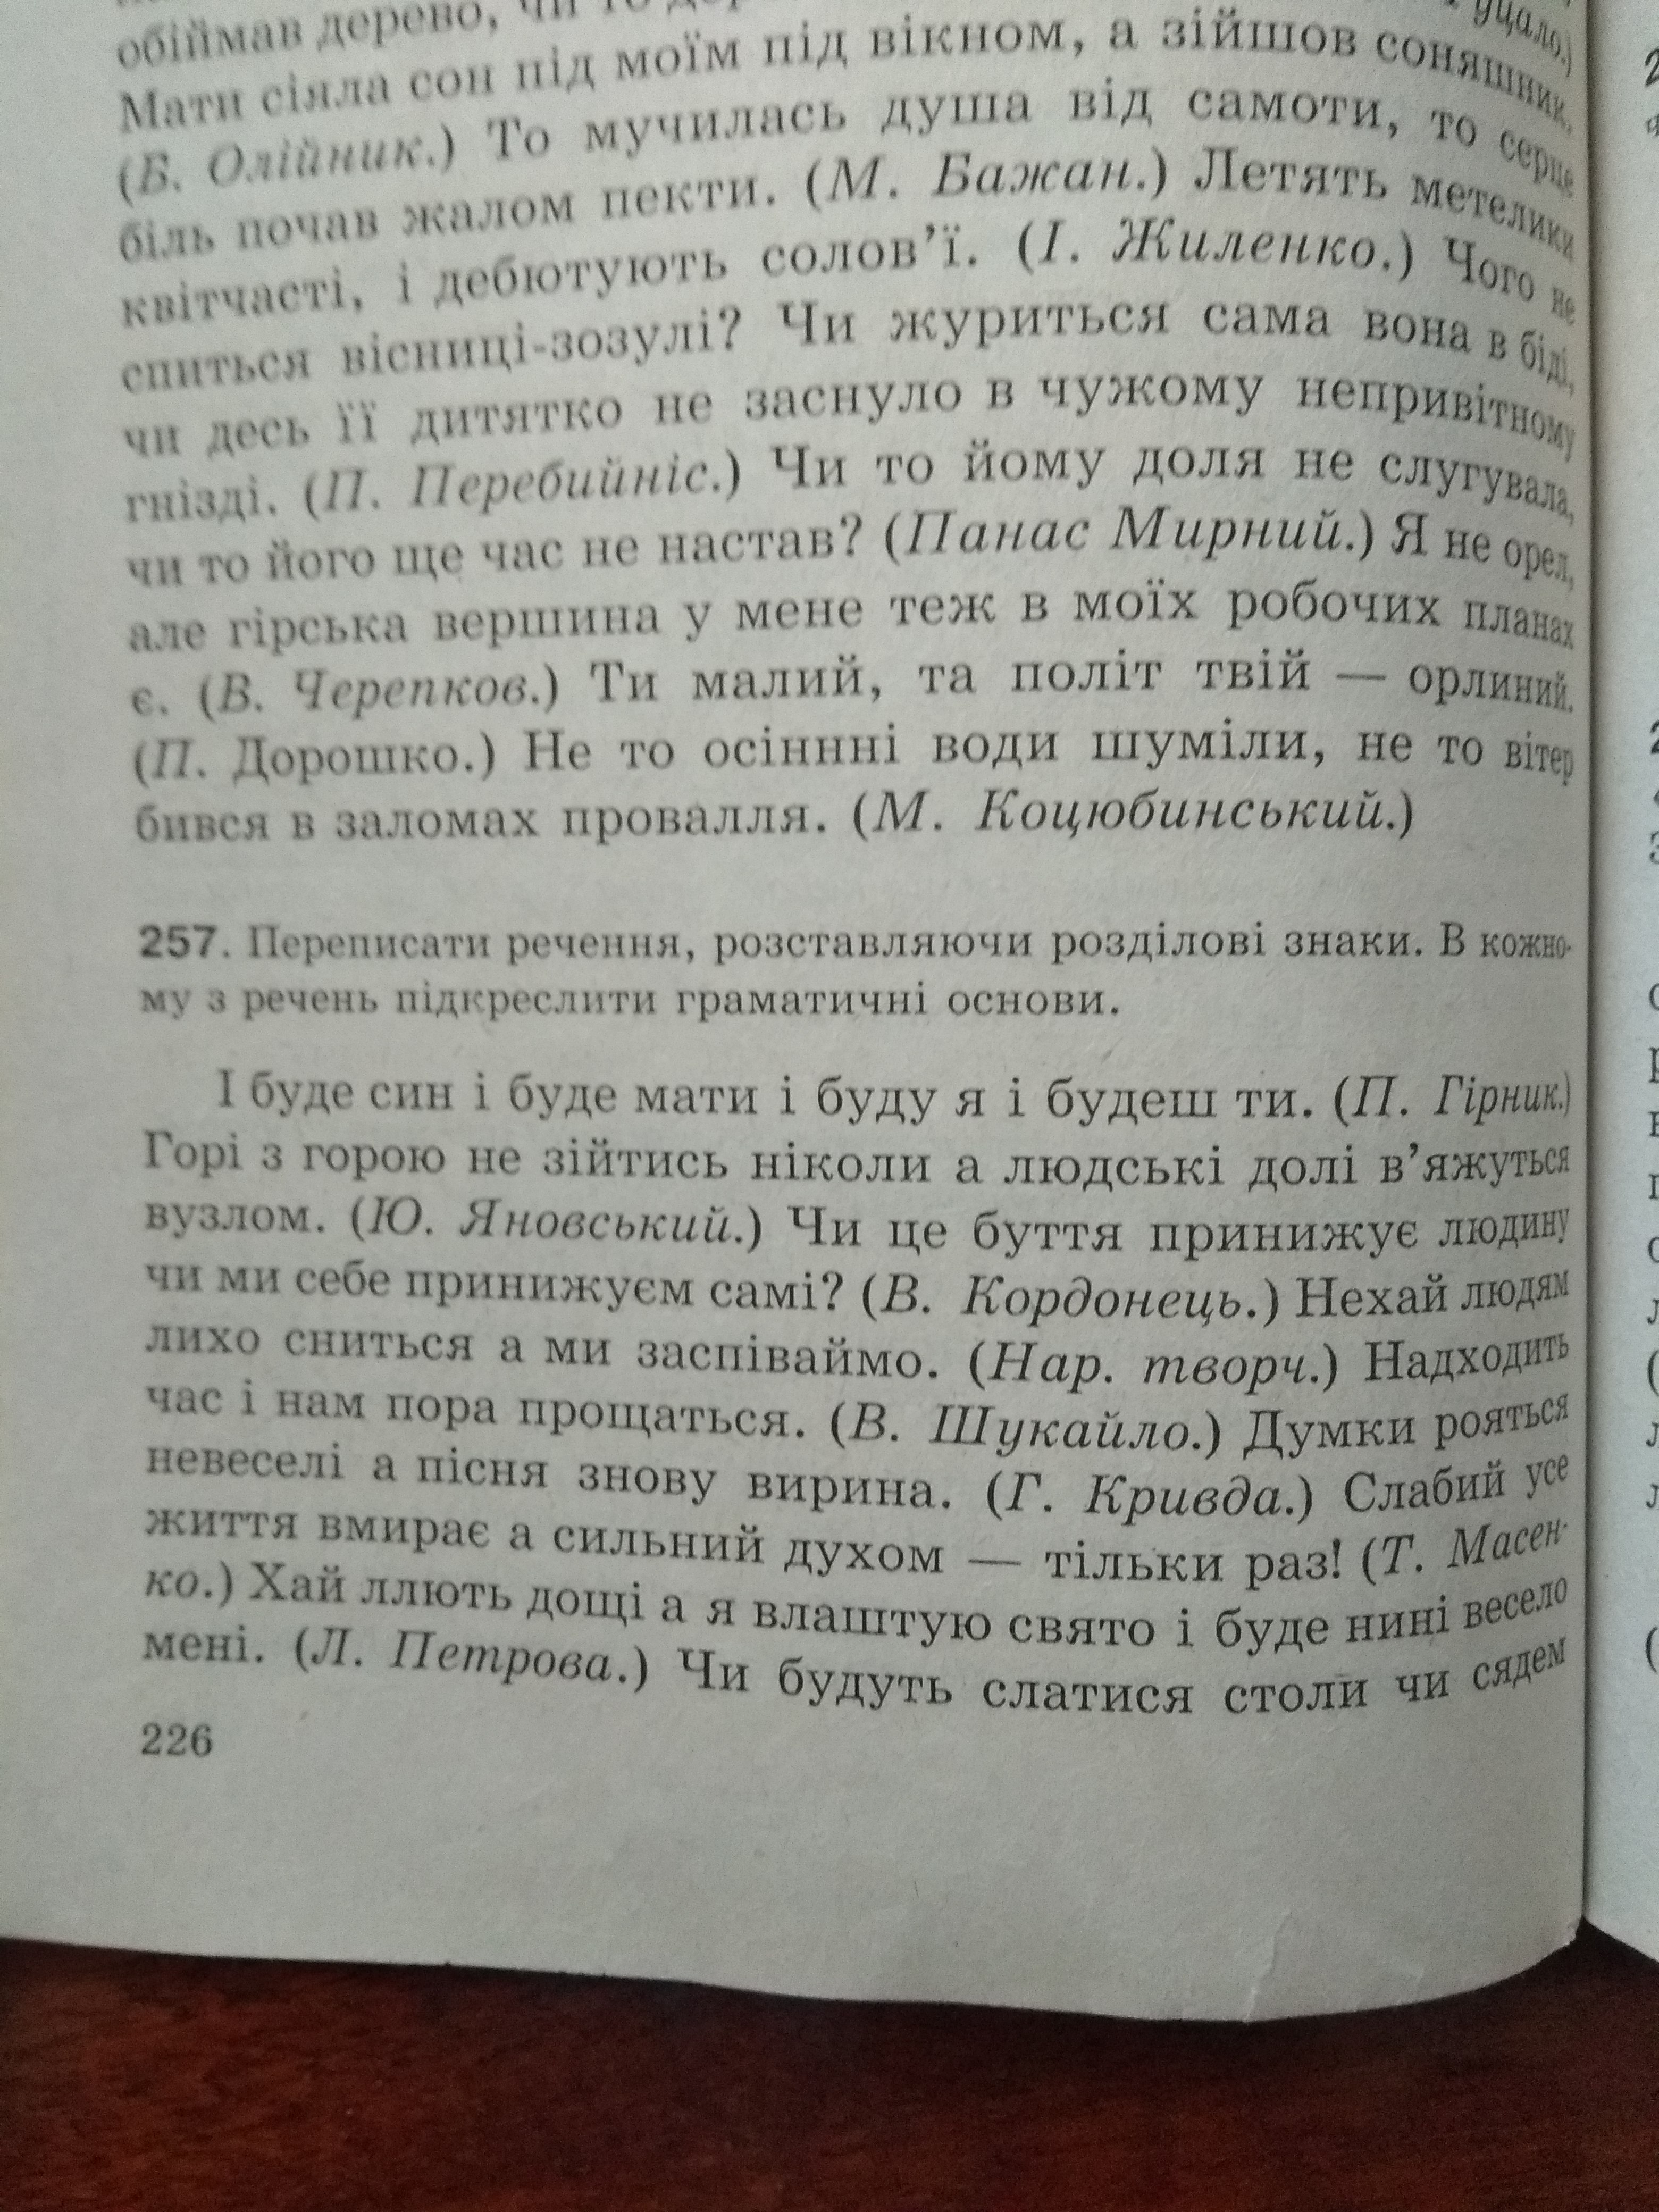 обіймав дерево, чи то
Гуцало.)
Мати сіяла сон під моїм під вікном, а зійшов соняшник.
(Б. Олійник.) То мучилась душа від самоти, то серце
біль почав жалом пекти. (М. Бажан.) Летять метелики
квітчасті, і дебютують солов’ї. (І. Жиленко.) Чого не
спиться вісниці-зозулі? Чи журиться сама вона в біді,
чи десь її дитятко не заснуло в чужому непривітному
гнізді. (П. Перебийніс.) Чи то йому доля не слугувала,
чи то його ще час не настав? (Панас Мирний.) Я не орел,
але гірська вершина у мене теж в моїх робочих планах
є. (В. Черепков.) Ти малий, та політ твій — орлиний.
(П. Дорошко.) Не то осіннні води шуміли, не то вітер
бився в заломах провалля. (М. Коцюбинський.)
257. Переписати речення, розставляючи розділові знаки. В кожно-
му з речень підкреслити граматичні основи.
І буде син і буде мати і буду я і будеш ти. (П. Гірник.)
Горі з горою не зійтись ніколи а людські долі в’яжуться
вузлом. (Ю. Яновський.) Чи це буття принижує людину
чи ми себе принижуєм самі? (В. Кордонець.) Нехай людям
лихо сниться а ми заспіваймо. (Нар. творч.) Надходить
час і нам пора прощаться. (В. Шукайло.) Думки рояться
невеселі а пісня знову вирина. (Г. Кривда.) Слабий усе
життя вмирає а сильний духом — тільки раз! (Т. Масен-
ко.) Хай ллють дощі а я влаштую свято і буде нині весело
мені. (Л. Петрова.) Чи будуть слатися столи чи сядем
226